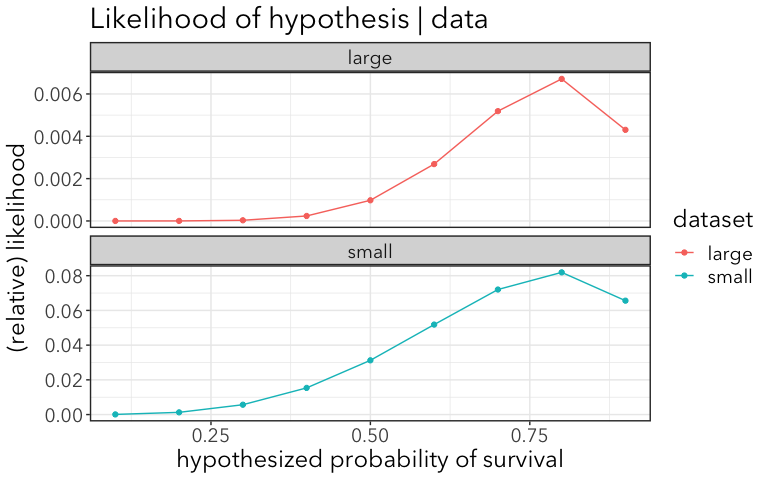 Likelihood of hypothesis | data
large
0.006
0.004
0.002
0.000
small
0.08
0.06
0.04
0.02
0.00
0.25 0.50 0.75
hypothesized probability of survival
(relative) likelihood
dataset
large
small